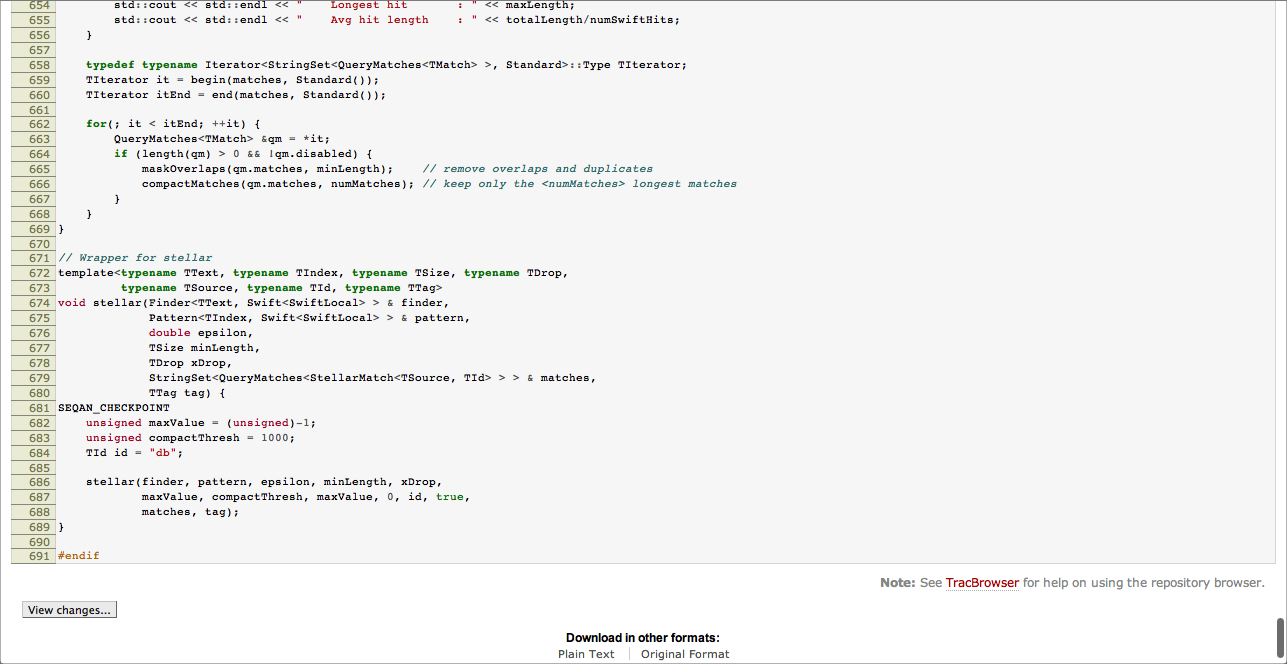 654 std::cout << std::endl << "    Longest hit       : " << maxLength;
655 std::cout << std::endl << "    Avg hit length    : " << totalLength/numSwiftHits;
656 }
657
658 typedef typename Iterator<StringSet<QueryMatches<TMatch> >, Standard>::Type TIterator;
659 TIterator it = begin(matches, Standard());
660 TIterator itEnd = end(matches, Standard());
661
662 for(; it < itEnd; ++it) {
663 QueryMatches<TMatch> &qm = *it;
664 if (length(qm) > 0 && !qm.disabled) {
665 maskOverlaps(qm.matches, minLength);    // remove overlaps and duplicates
666 compactMatches(qm.matches, numMatches); // keep only the <numMatches> longest matches
667 }
668 }
669 }
670
671 // Wrapper for stellar
672 template<typename TText, typename TIndex, typename TSize, typename TDrop,
673 typename TSource, typename TId, typename TTag>
674 void stellar(Finder<TText, Swift<SwiftLocal> > & finder,
675 Pattern<TIndex, Swift<SwiftLocal> > & pattern,
676 double epsilon,
677 TSize minLength,
678 TDrop xDrop,
679 StringSet<QueryMatches<StellarMatch<TSource, TId> > > & matches,
680 TTag tag) {
681 SEQAN_CHECKPOINT
682 unsigned maxValue = (unsigned)-1;
683 unsigned compactThresh = 1000;
684 TId id = "db";
685
686 stellar(finder, pattern, epsilon, minLength, xDrop,
687 maxValue, compactThresh, maxValue, 0, id, true,
688 matches, tag);
689 }
690
691 #endif
Note: See TracBrowser for help on using the repository browser.
View changes...
Download in other formats:
Plain Text Original Format